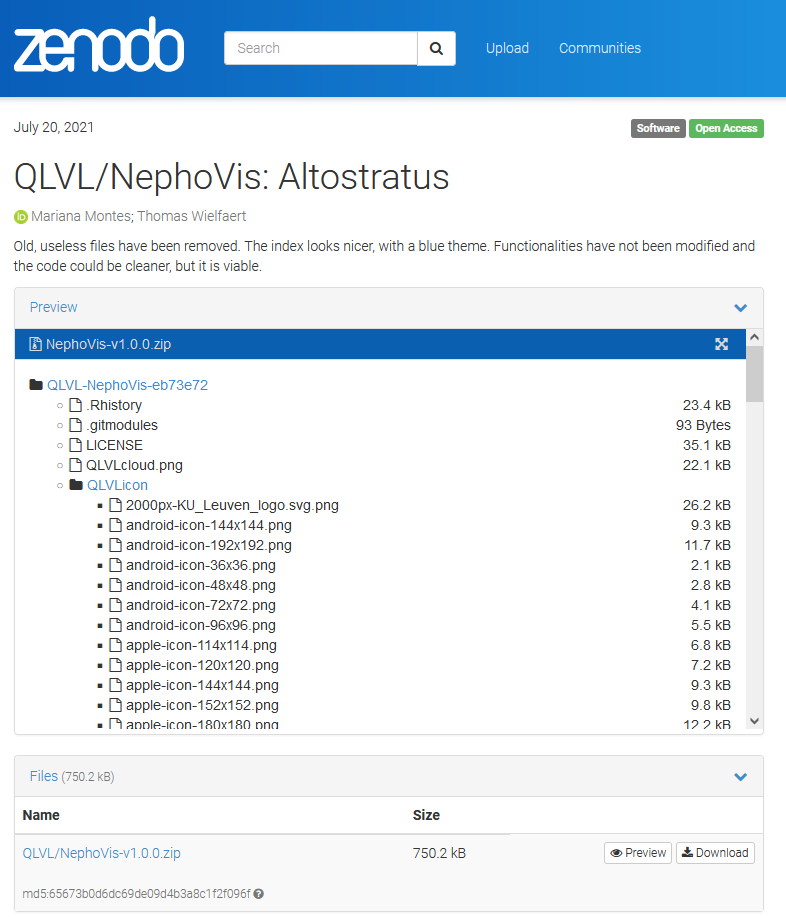 zenodo
Search
Upload
Communities
July 20, 2021
Software
Open Access
QLVL/NephoVis: Altostratus
iD Mariana Montes; Thomas Wielfaert
Old, useless files have been removed. The index looks nicer, with a blue theme. Functionalities have not been modified and
the code could be cleaner, but it is viable.
Preview
NephoVis-v1.0.0.zip
QLVL-NephoVis-eb73e72
.Rhistory 23.4 kB
.gitmodules 93 Bytes
LICENSE 35.1 kB
QLVLcloud.png 22.1 kB
QLVLicon
2000px-KU_Leuven_logo.svg.png 26.2 kB
android-icon-144x144.png 9.3 kB
android-icon-192x192.png 11.7 kB
android-icon-36x36.png 2.1 kB
android-icon-48x48.png 2.8 kB
android-icon-72x72.png 4.1 kB
android-icon-96x96.png 5.5 kB
apple-icon-114x114.png 6.8 kB
apple-icon-120x120.png 7.2 kB
apple-icon-144x144.png 9.3 kB
apple-icon-152x152.png 9.8 kB
apple-icon-180x180.png 12.2 kB
Files (750.2 kB)
Name Size
QLVL/NephoVis-v1.0.0.zip 750.2 kB Preview Download
md5:65673b0d6dc69de09d4b3a8c1f2f096f ?